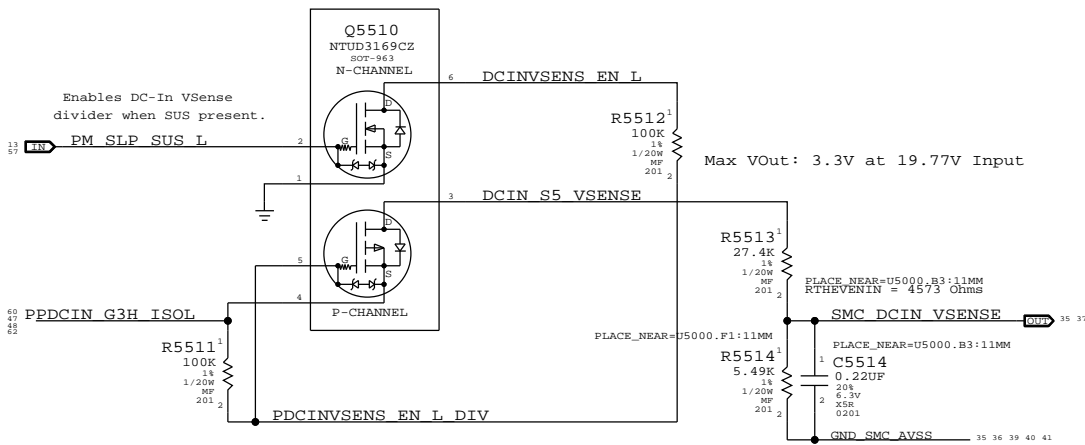 Q5510
NTUD3169CZ
SOT-963
N-CHANNEL
6
DCINVSENS_EN_L
Enables DC-In VSense
divider when SUS present.
D
G
S
R5512
1
100K
1%
1/20W
MF
201
2
13
57
IN
PM_SLP_SUS_L
2
Max VOut: 3.3V at 19.77V Input
1
3
DCIN_S5_VSENSE
D
G
S
R5513
1
27.4K
1%
1/20W
MF
201
2
5
4
P-CHANNEL
PLACE_NEAR=U5000.B3:11MM
RTHEVENIN = 4573 Ohms
60
47
48
62
PPDCIN_G3H_ISOL
SMC_DCIN_VSENSE
OUT
35 37
PLACE_NEAR=U5000.F1:11MM
PLACE_NEAR=U5000.B3:11MM
R5511
1
100K
1%
1/20W
MF
201
2
R5514
1
5.49K
1%
1/20W
MF
201
2
1
C5514
0.22UF
20%
2
6.3V
X5R
0201
PDCINVSENS_EN_L_DIV
GND_SMC_AVSS
35 36 39 40 41